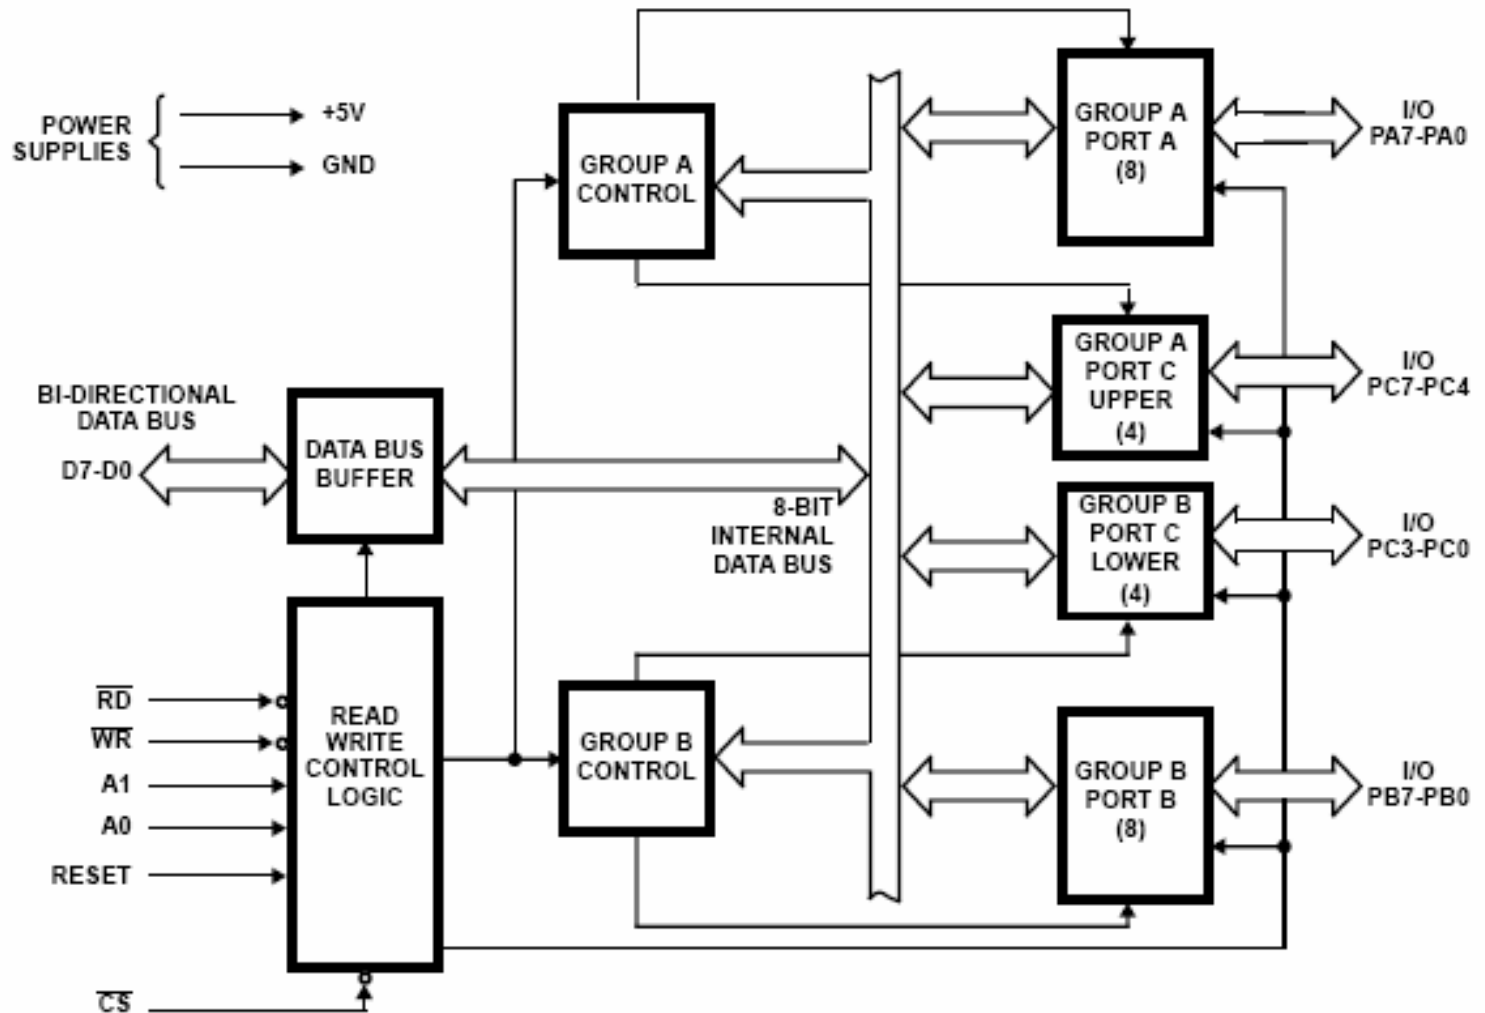 POWER
SUPPLIES
+5V
GND
GROUP A
CONTROL
GROUP A
PORT A
(8)
I/O
PA7-PA0
GROUP A
PORT C
UPPER
(4)
I/O
PC7-PC4
BI-DIRECTIONAL
DATA BUS
D7-D0
DATA BUS
BUFFER
8-BIT
INTERNAL
DATA BUS
GROUP B
PORT C
LOWER
(4)
I/O
PC3-PC0
RD
WR
A1
A0
RESET
CS
READ
WRITE
CONTROL
LOGIC
GROUP B
CONTROL
GROUP B
PORT B
(8)
I/O
PB7-PB0